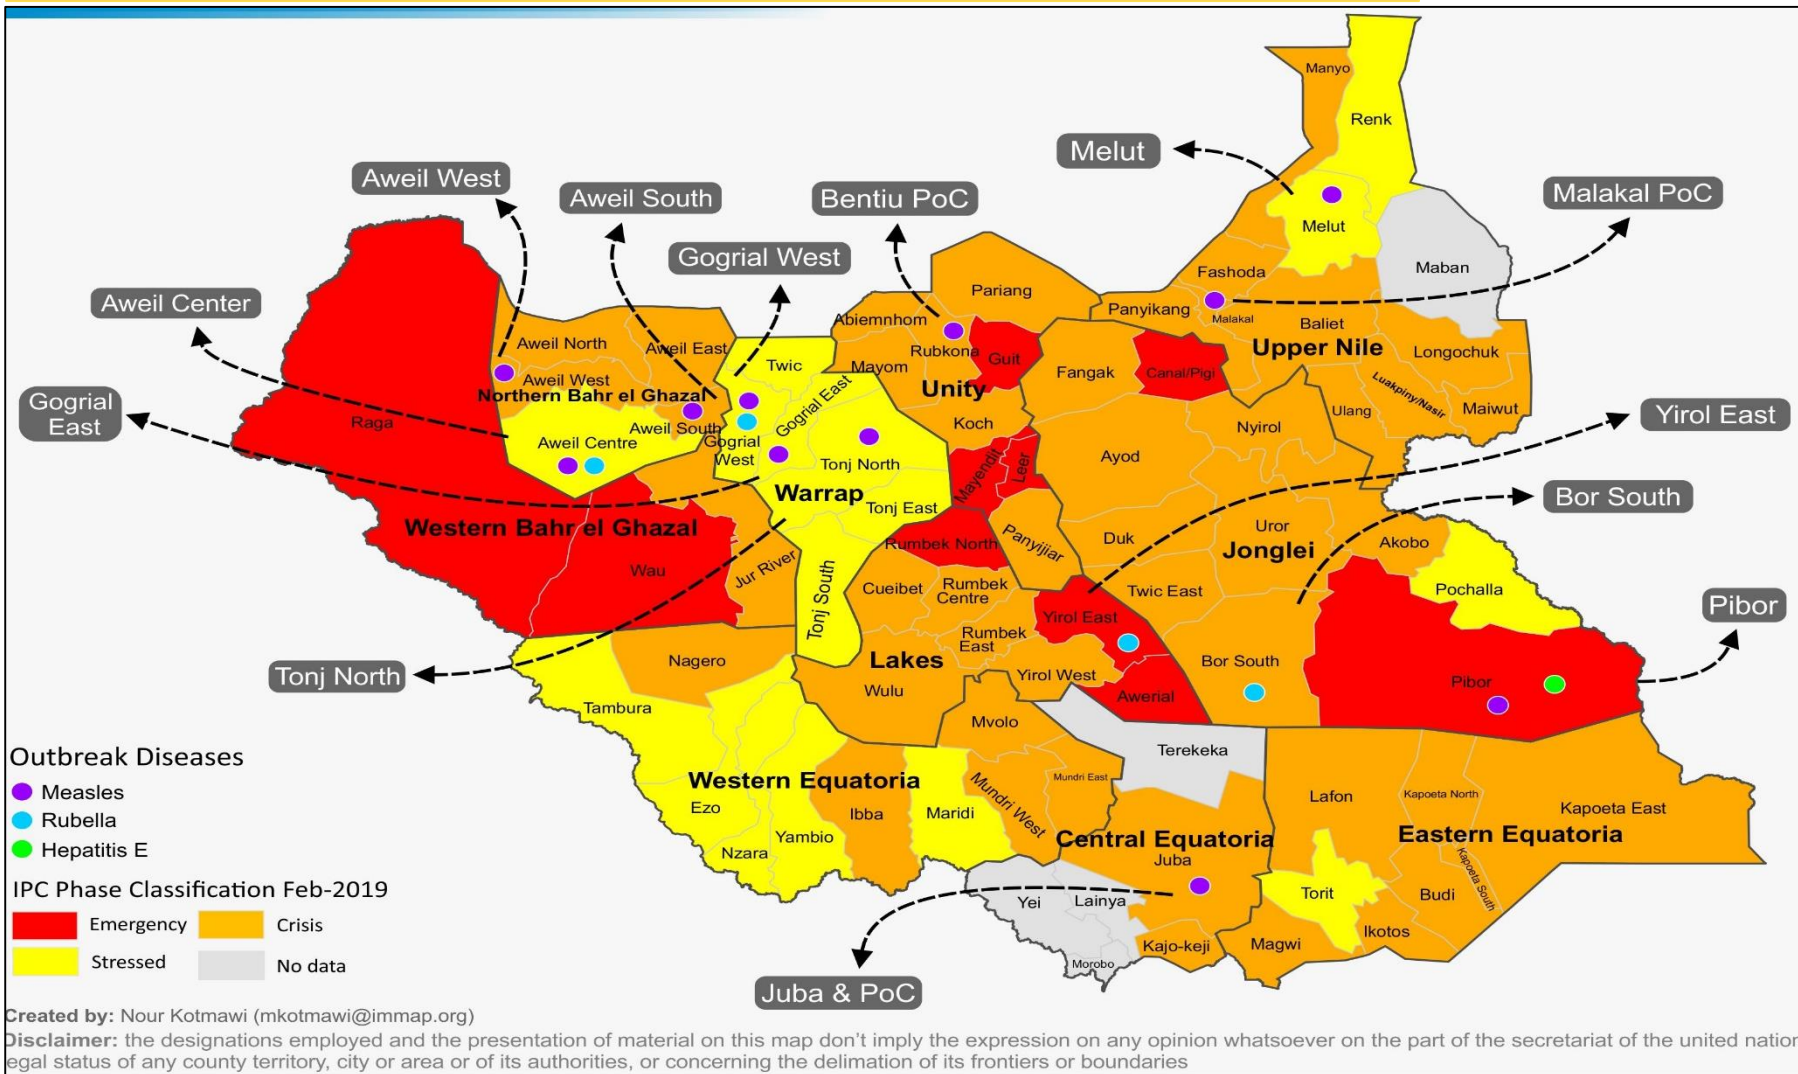 Manyo
Renk
Melut
Aweil West
Malakal PoC
Aweil South
Bentiu PoC
Melut
Gogrial West
Fashoda
Maban
Pariang
Aweil Center
Panyikang
Malakal
Abiemnhom
Baliet
Aweil North
Aweil East
Rubkona
Guit
Upper Nile
Longochuk
Twic
Mayom
Fangak
Canal/Pigi
Aweil West
Unity
Luakpiny/Nasir
Northern Bahr el Ghazal
Gogrial East
Maiwut
Gogrial
East
Ulang
Yirol East
Raga
Koch
Nyirol
Aweil South
Aweil Centre
Gogrial
West
Ayod
Tonj North
Mayendit
Leer
Warrap
Bor South
Tonj East
Western Bahr el Ghazal
Uror
Duk
Rumbek North
Panyijiar
Jonglei
Akobo
Wau
Jur River
Cueibet
Rumbek
Centre
Twic East
Pochalla
Pibor
Tonj South
Yirol East
Rumbek
East
Nagero
Lakes
Bor South
Tonj North
Yirol West
Pibor
Wulu
Awerial
Tambura
Mvolo
Terekeka
Outbreak Diseases
Western Equatoria
Mundri East
Measles
Mundri West
Lafon
Kapoeta North
Kapoeta East
Ezo
Ibba
Maridi
Rubella
Yambio
Central Equatoria
Eastern Equatoria
Hepatitis E
Nzara
Juba
Kapoeta South
IPC Phase Classification Feb-2019
Torit
Budi
Yei
Lainya
Emergency
Crisis
Ikotos
Kajo-keji
Magwi
Stressed
No data
Morobo
Juba & PoC
Created by: Nour Kotmawi (mkotmawi@immap.org)
Disclaimer: the designations employed and the presentation of material on this map don't imply the expression on any opinion whatsoever on the part of the secretariat of the united nation
egal status of any county territory, city or area or of its authorities, or concerning the delimation of its frontiers or boundaries